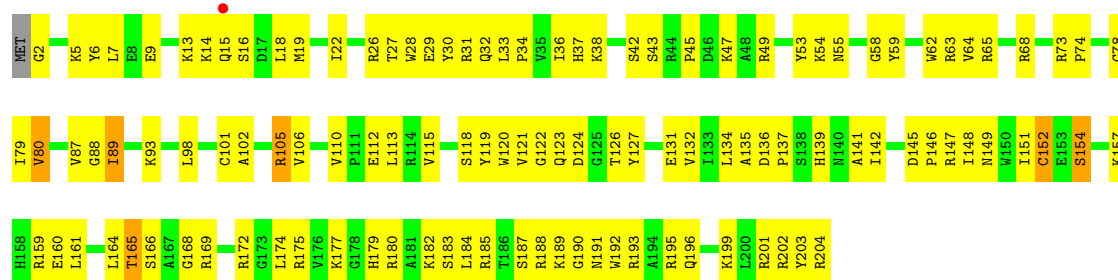 MET G2 K5 Y6 L7 E8 E9 K13 K14 Q15 S16 D17 L18 M19 I22 R26 T27 W28 E29 Y30 R31 Q32 L33 P34 V35 I36 H37 K38 S42 S43 R44 P45 D46 K47 A48 R49 Y53 K54 N55 G58 Y59 W62 R63 V64 R65 R68 R73 P74
I79 V80 V87 G88 I89 K93 L98 C101 A102 R105 V106 V110 P111 E112 L113 R114 V115 S118 Y119 W120 V121 G122 Q123 D124 G125 T126 Y127 E131 V132 I133 L134 A135 D136 P137 S138 H139 N140 A141 I142 D145 P146 R147 I148 N149 W150 I151 C152 E153 S154
H158 R159 E160 L161 L164 T165 S166 A167 G168 R169 R172 G173 L174 R175 V176 K177 G178 H179 R180 A181 K182 S183 L184 R185 T186 S187 R188 K189 G190 N191 W192 R193 A194 R195 Q196 K199 L200 R201 R202 Y203 R204